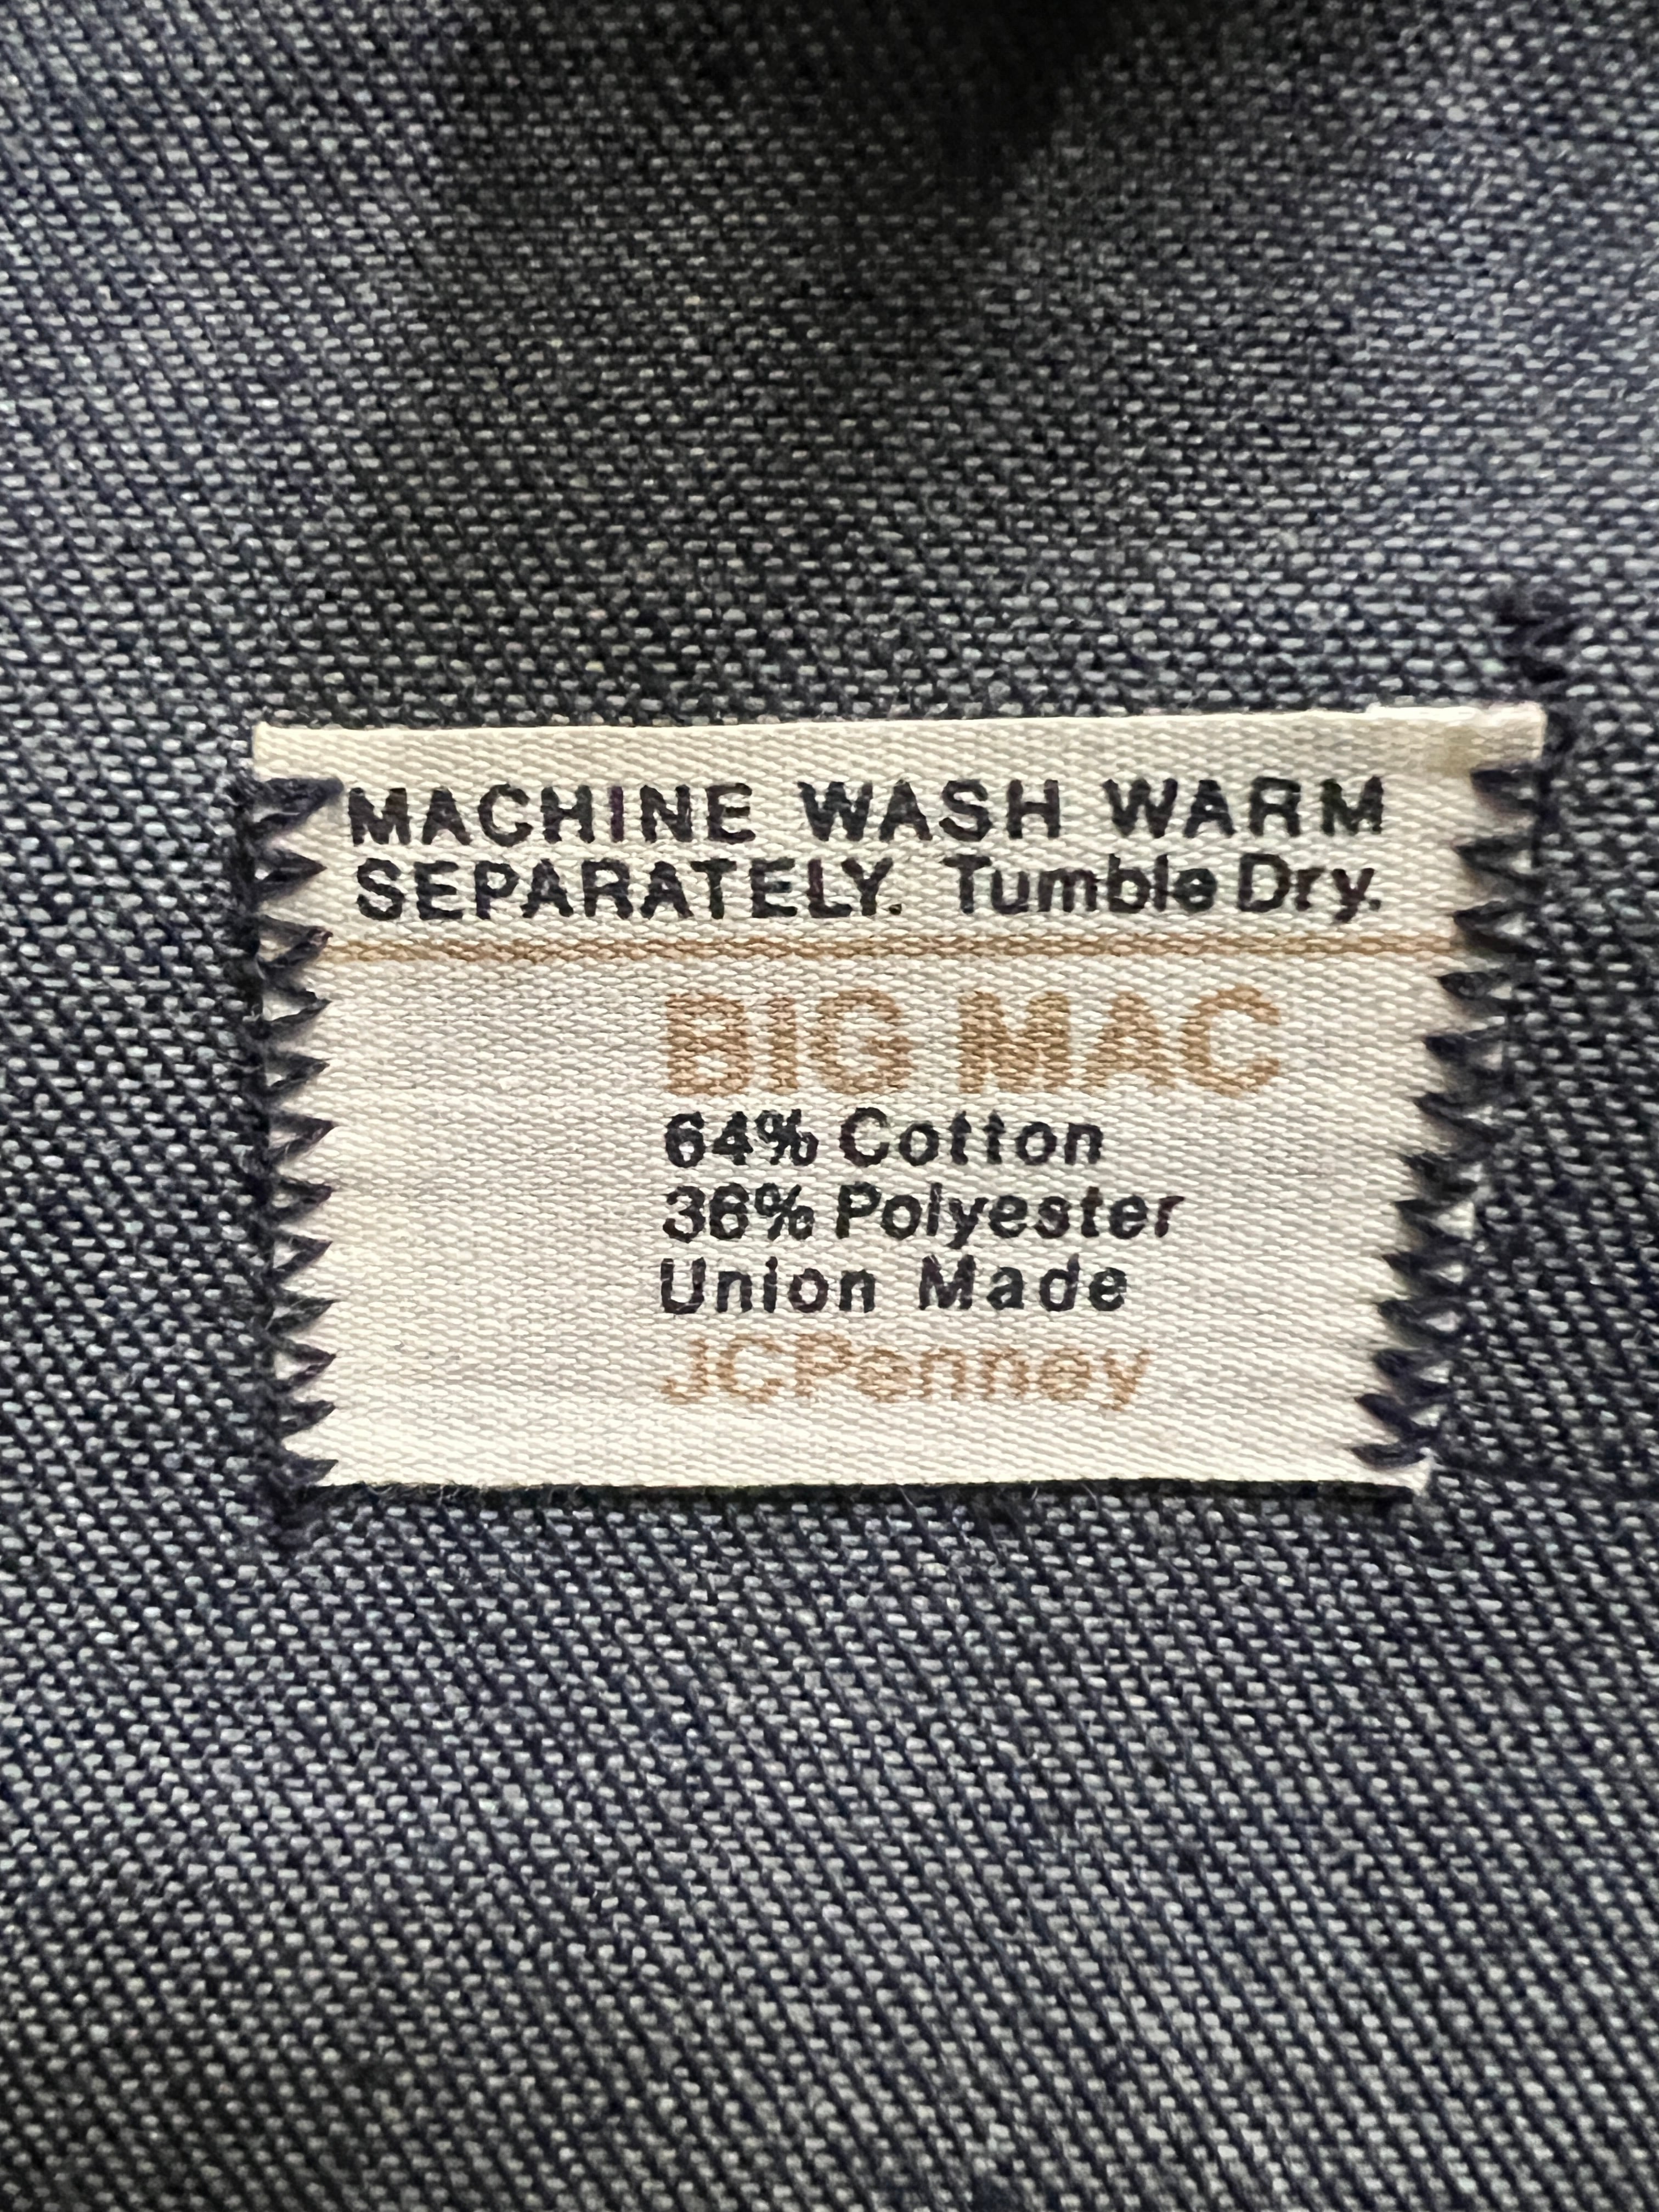 MACHINE WASH WARM
SEPARATELY. Tumble Dry.
BIG MAC
64% Cotton
36% Polyester
Union Made
JCPenney